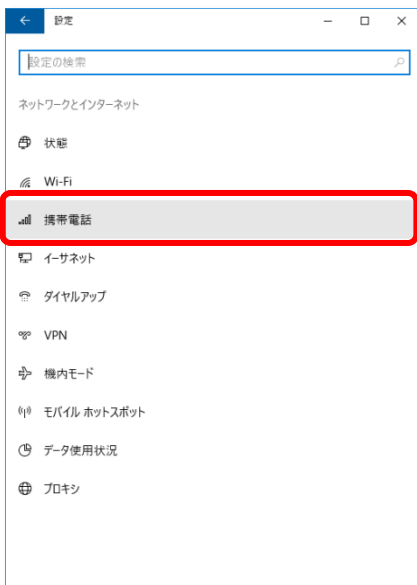 設定
設定の検索
ネットワークとインターネット
状態
Wi-Fi
携帯電話
イーサネット
ダイヤルアップ
VPN
機内モード
モバイル ホットスポット
データ使用状況
プロキシ